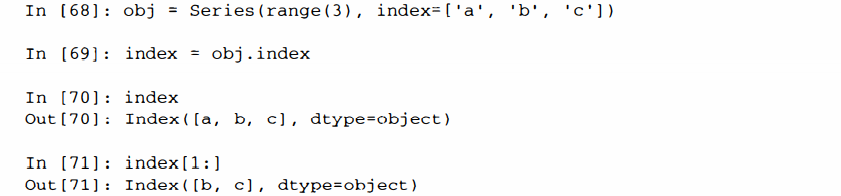 In [68]: obj = Series(range(3), index=['a', 'b', 'c'])
In [69]: index = obj.index
In [70]: index
Out[70]: Index([a, b, c], dtype=object)
In [71]: index[1:]
Out[71]: Index([b, c], dtype=object)